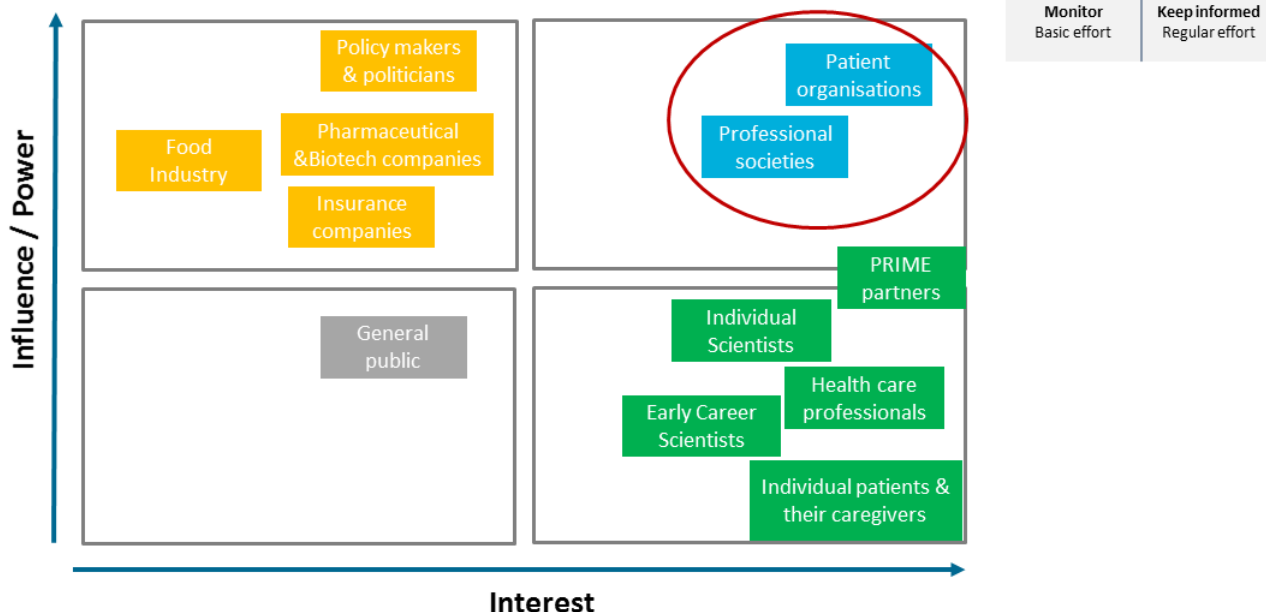 Monitor
Basic effort
Keep informed
Regular effort
Influence / Power
Policy makers
& politicians
Food
Industry
Pharmaceutical
&Biotech companies
Insurance
companies
Patient
organisations
Professional
societies
PRIME
partners
General
public
Individual
Scientists
Health care
professionals
Early Career
Scientists
Individual patients &
their caregivers
Interest